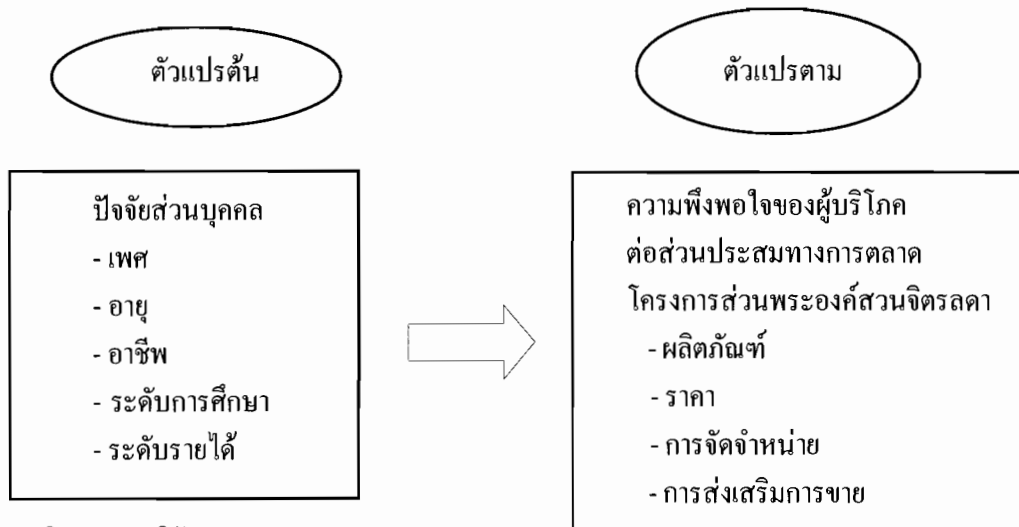 ตัวแปรต้น
ตัวแปรตาม
ปัจจัยส่วนบุคคล
- เพศ
- อายุ
- อาชีพ
- ระดับการศึกษา
- ระดับรายได้
ความพึงพอใจของผู้บริโภค
ต่อส่วนประสมทางการตลาด
โครงการส่วนพระองค์สวนจิตรลดา
- ผลิตภัณฑ์
- ราคา
- การจัดจำหน่าย
- การส่งเสริมการขาย